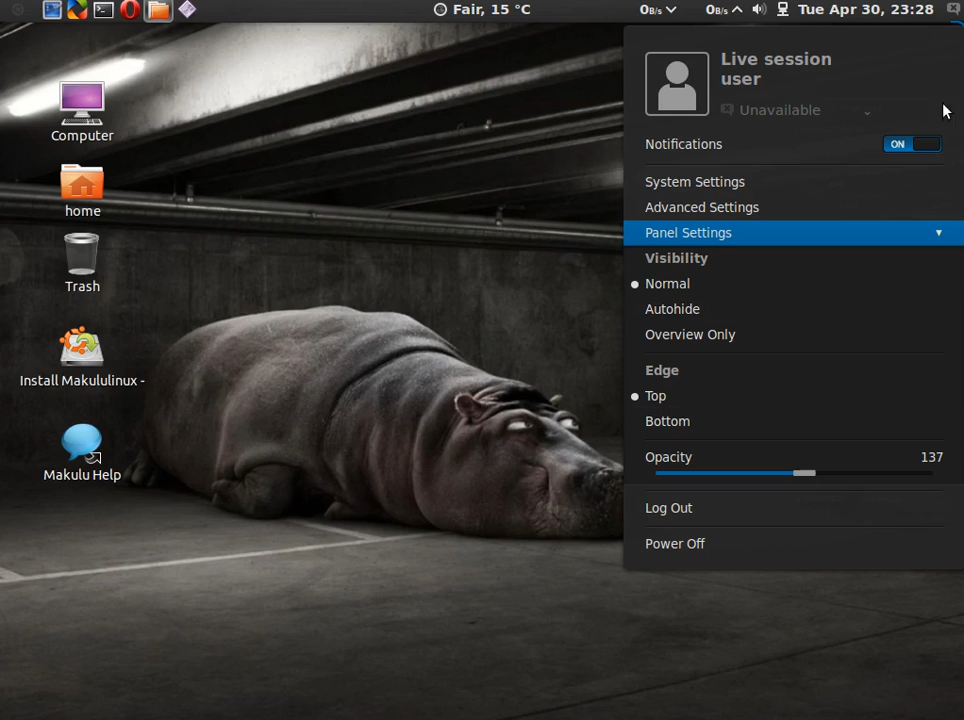 Fair, 15 °C
0B/s
0B/s
Tue Apr 30, 23:28
Computer
home
Trash
Install Makululinux -
Makulu Help
Live session
user
Unavailable
Notifications
ON
System Settings
Advanced Settings
Panel Settings
Visibility
Normal
Autohide
Overview Only
Edge
Top
Bottom
Opacity
137
Log Out
Power Off